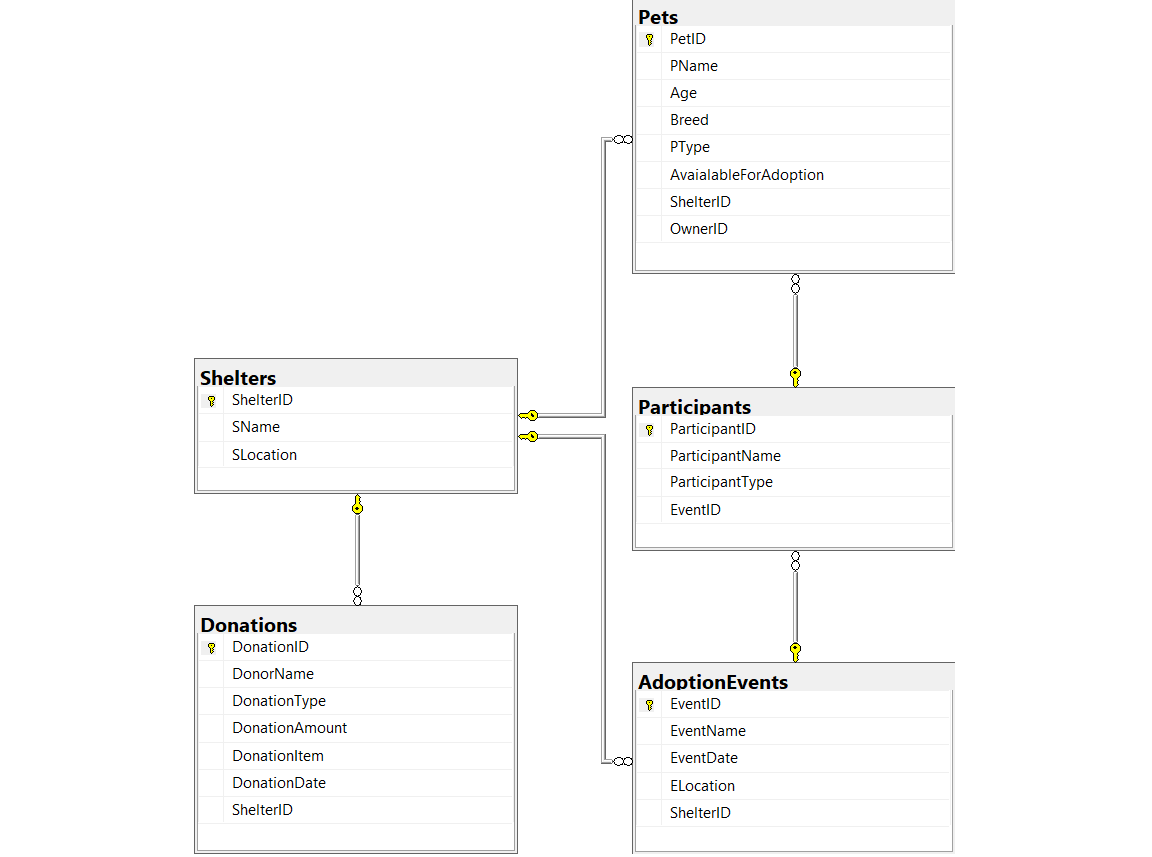 Pets
PetID
PName
Age
Breed
PType
AvaialableForAdoption
ShelterID
OwnerID
Shelters
ShelterID
SName
SLocation
Participants
ParticipantID
ParticipantName
ParticipantType
EventID
Donations
DonationID
DonorName
DonationType
DonationAmount
DonationItem
DonationDate
ShelterID
AdoptionEvents
EventID
EventName
EventDate
ELocation
ShelterID